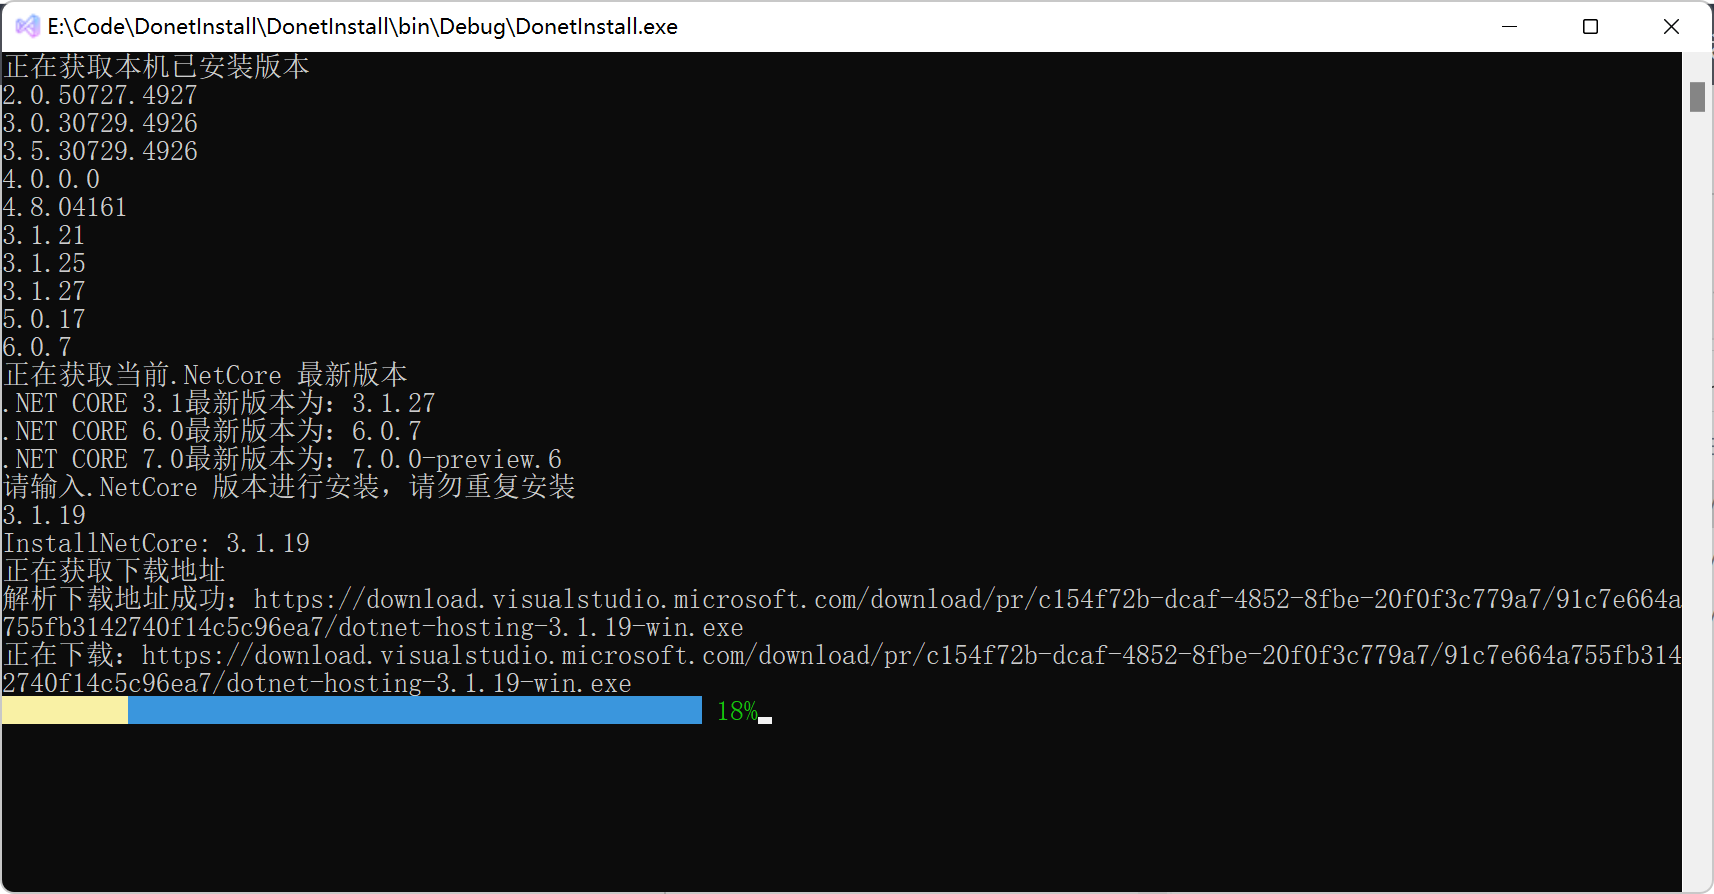 E:\Code\DonetInstall\DonetInstall\bin\Debug\DonetInstall.exe
正在获取本机已安装版本
2.0.50727.4927
3.0.30729.4926
3.5.30729.4926
4.0.0.0
4.8.04161
3.1.21
3.1.25
3.1.27
5.0.17
6.0.7
正在获取当前.NetCore 最新版本
.NET CORE 3.1最新版本为：3.1.27
.NET CORE 6.0最新版本为：6.0.7
.NET CORE 7.0最新版本为：7.0.0-preview.6
请输入.NetCore 版本进行安装，请勿重复安装
3.1.19
InstallNetCore: 3.1.19
正在获取下载地址
解析下载地址成功：https://download.visualstudio.microsoft.com/download/pr/c154f72b-dcaf-4852-8fbe-20f0f3c779a7/91c7e664a
755fb3142740f14c5c96ea7/dotnet-hosting-3.1.19-win.exe
正在下载：https://download.visualstudio.microsoft.com/download/pr/c154f72b-dcaf-4852-8fbe-20f0f3c779a7/91c7e664a755fb314
2740f14c5c96ea7/dotnet-hosting-3.1.19-win.exe
18%